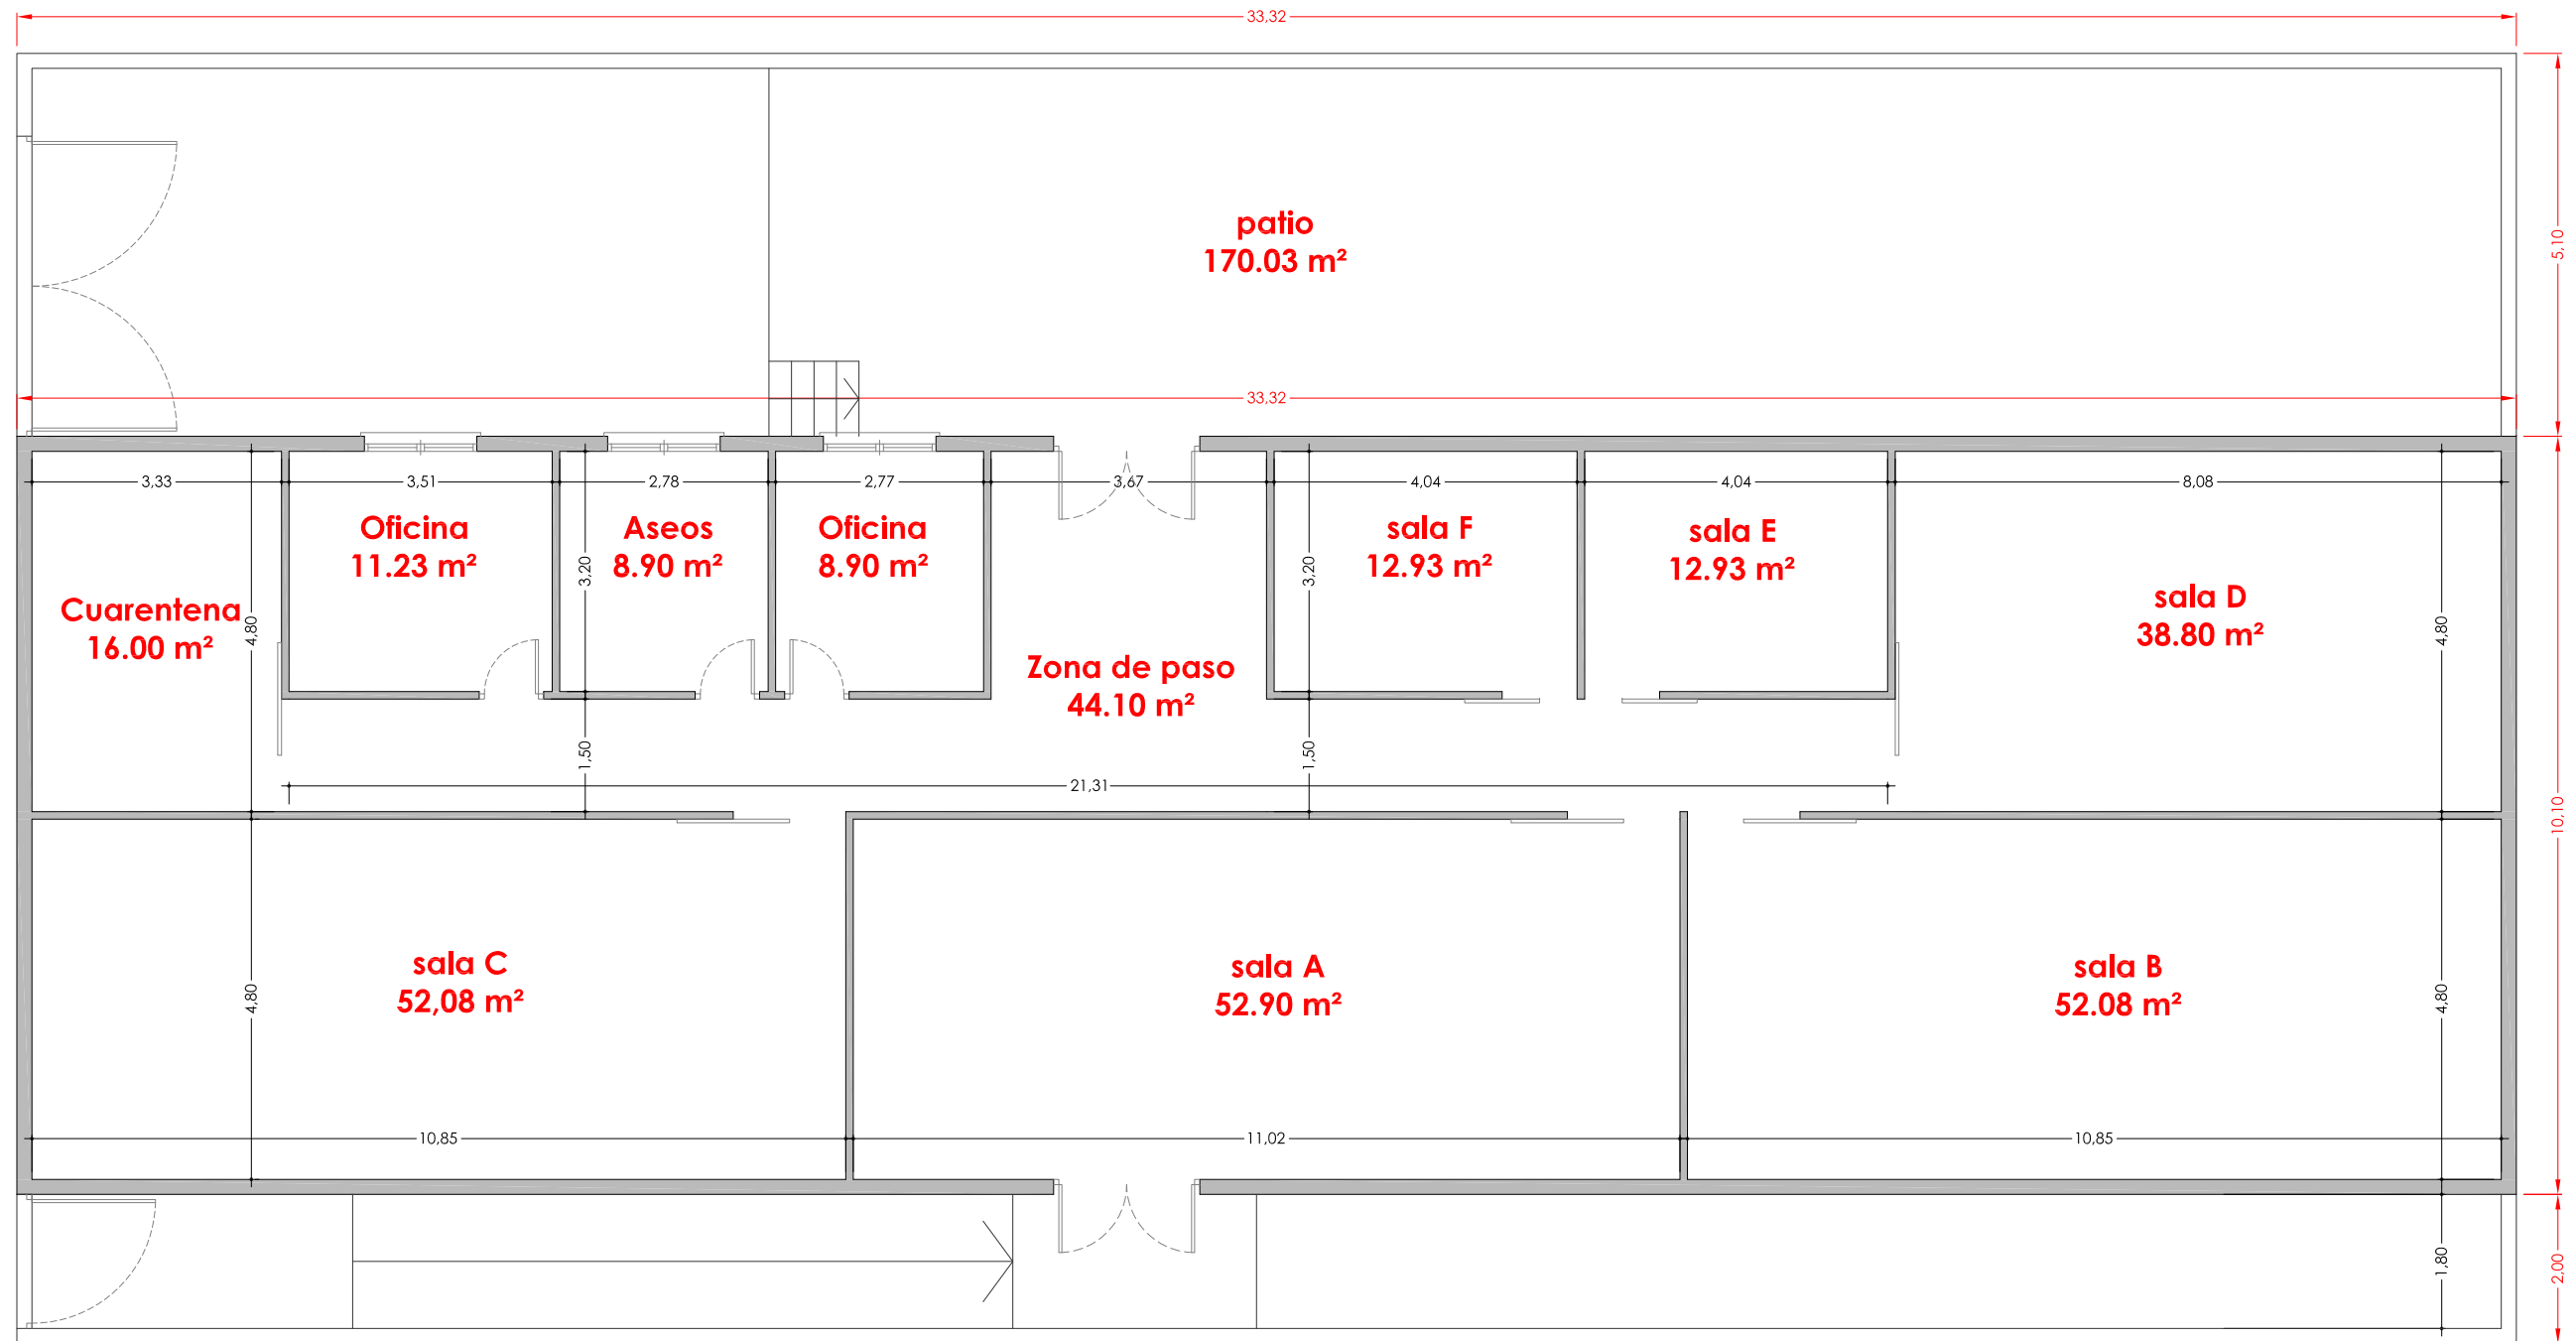 33,32
patio
170.03 m²
5,10
33,32
3,33
3,51
2,78
2,77
3,67
4,04
4,04
8,08
Oficina
11.23 m²
Aseos
8.90 m²
Oficina
8.90 m²
sala F
12.93 m²
sala E
12.93 m²
3,20
3,20
Cuarentena
16.00 m²
4,80
sala D
38.80 m²
4,80
Zona de paso
44.10 m²
1,50
1,50
21,31
10,10
sala C
52,08 m²
4,80
sala A
52.90 m²
sala B
52.08 m²
4,80
10,85
11,02
10,85
1,80
2,00